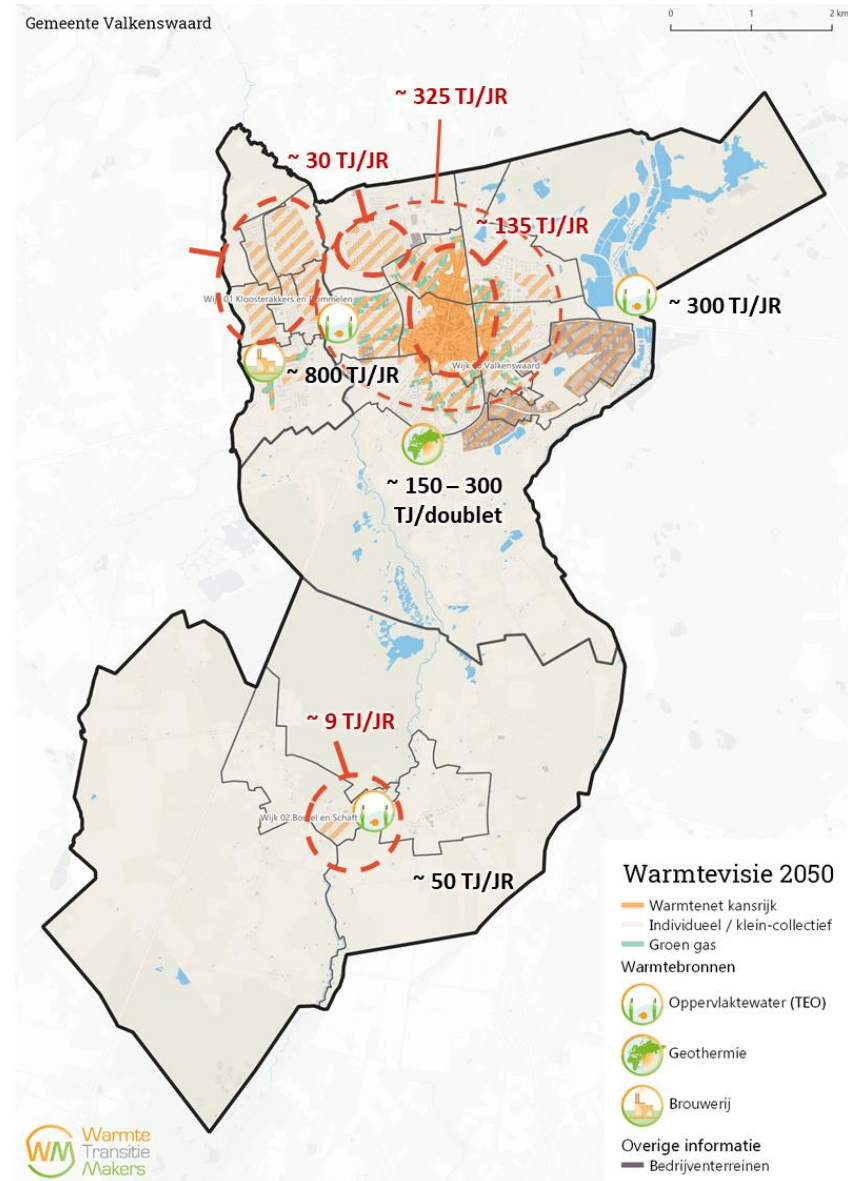 Gemeente Valkenswaard
0 1 2 km
~ 325 TJ/JR
~ 30 TJ/JR
~ 135 TJ/JR
Wijk 01 Kloosterakkers en Dommelen
~ 300 TJ/JR
Valkenswaard
~ 800 TJ/JR
~ 150 – 300
TJ/doublet
~ 9 TJ/JR
Wijk 02 Borkel en Schaft
~ 50 TJ/JR
Warmtevisie 2050
Warmtenet kansrijk
Individueel / klein-collectief
Groen gas
Warmtebronnen
Oppervlaktewater (TEO)
Geothermie
Brouwerij
Overige informatie
Bedrijventerreinen
WM
Warmte
Transitie
Makers